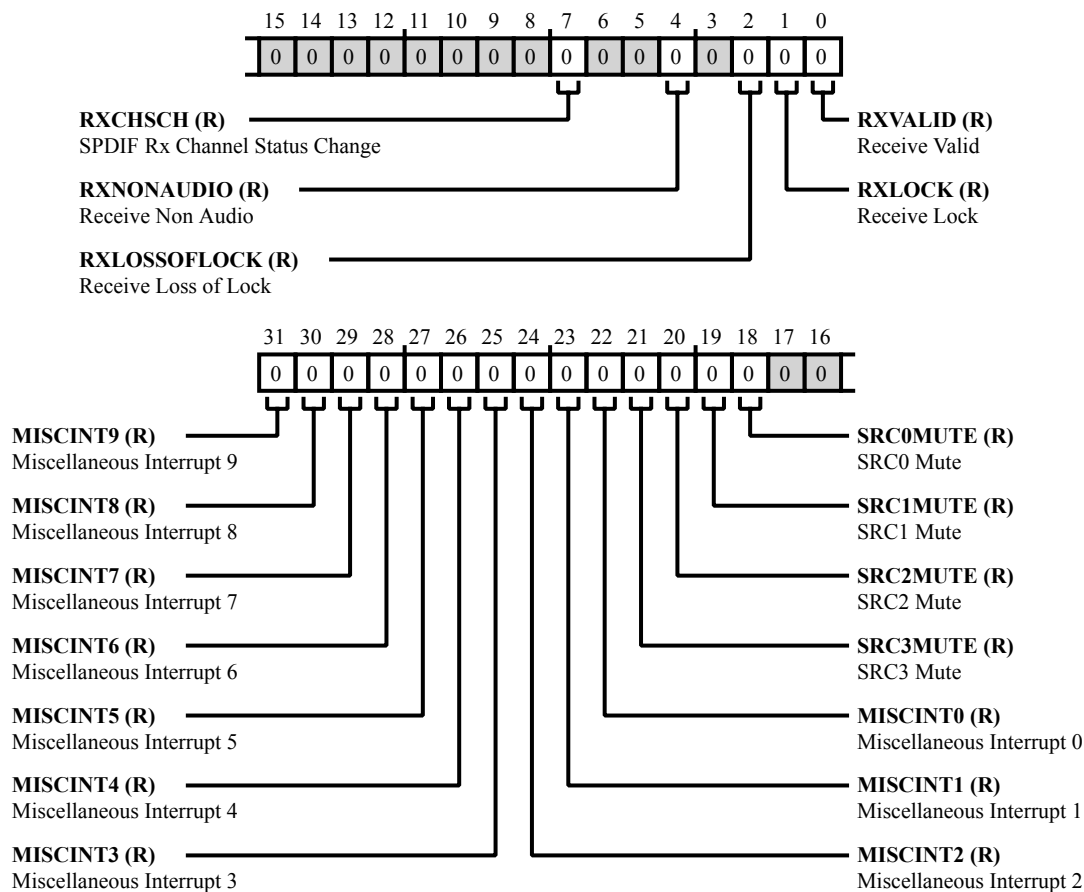 15 14 13 12 11 10 9 8 7 6 5 4 3 2 1 0
0 0 0 0 0 0 0 0 0 0 0 0 0 0 0 0
RXCHSCH (R)
SPDIF Rx Channel Status Change
RXVALID (R)
Receive Valid
RXNONAUDIO (R)
Receive Non Audio
RXLOCK (R)
Receive Lock
RXLOSSOFLOCK (R)
Receive Loss of Lock
31 30 29 28 27 26 25 24 23 22 21 20 19 18 17 16
0 0 0 0 0 0 0 0 0 0 0 0 0 0 0 0
MISCINT9 (R)
Miscellaneous Interrupt 9
SRC0MUTE (R)
SRC0 Mute
MISCINT8 (R)
Miscellaneous Interrupt 8
SRC1MUTE (R)
SRC1 Mute
MISCINT7 (R)
Miscellaneous Interrupt 7
SRC2MUTE (R)
SRC2 Mute
MISCINT6 (R)
Miscellaneous Interrupt 6
SRC3MUTE (R)
SRC3 Mute
MISCINT5 (R)
Miscellaneous Interrupt 5
MISCINT0 (R)
Miscellaneous Interrupt 0
MISCINT4 (R)
Miscellaneous Interrupt 4
MISCINT1 (R)
Miscellaneous Interrupt 1
MISCINT3 (R)
Miscellaneous Interrupt 3
MISCINT2 (R)
Miscellaneous Interrupt 2